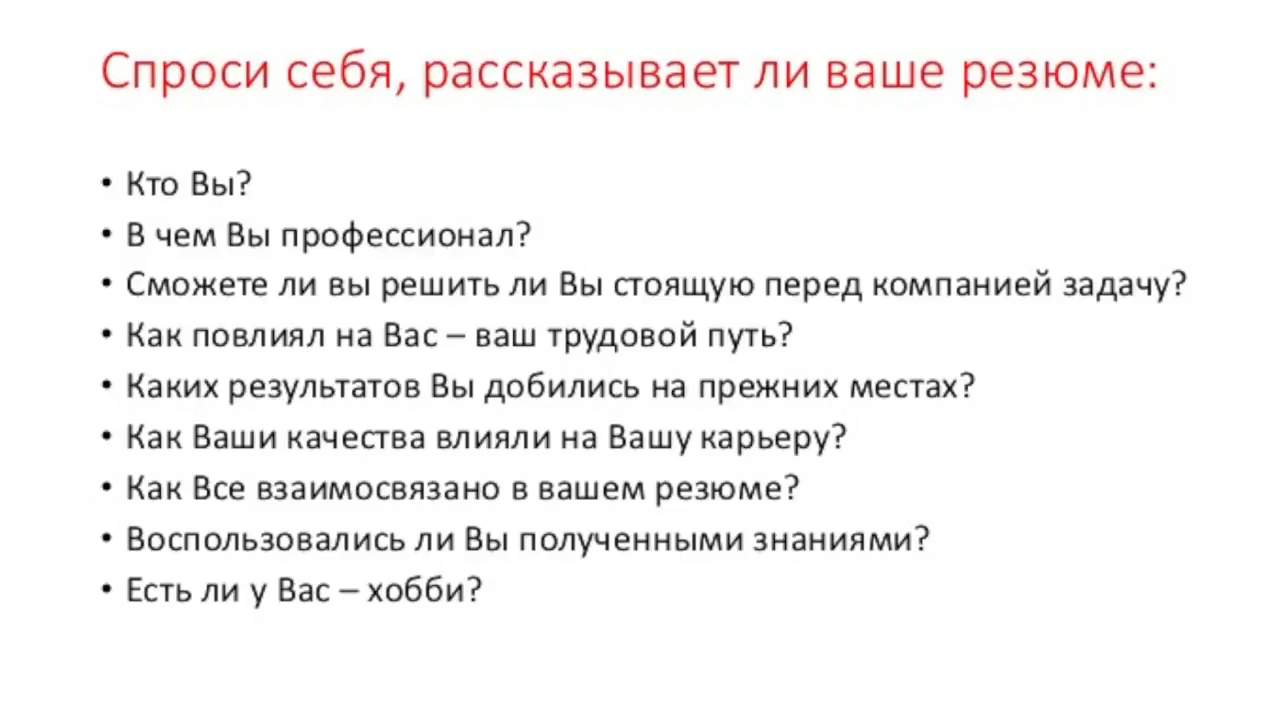 Спроси себя, рассказывает ли ваше резюме:
• Кто Вы?
• В чем Вы профессионал?
• Сможете ли вы решить ли Вы стоящую перед компанией задачу?
• Как повлиял на Вас – ваш трудовой путь?
• Каких результатов Вы добились на прежних местах?
• Как Ваши качества влияли на Вашу карьеру?
• Как Все взаимосвязано в вашем резюме?
• Воспользовались ли Вы полученными знаниями?
• Есть ли у Вас – хобби?